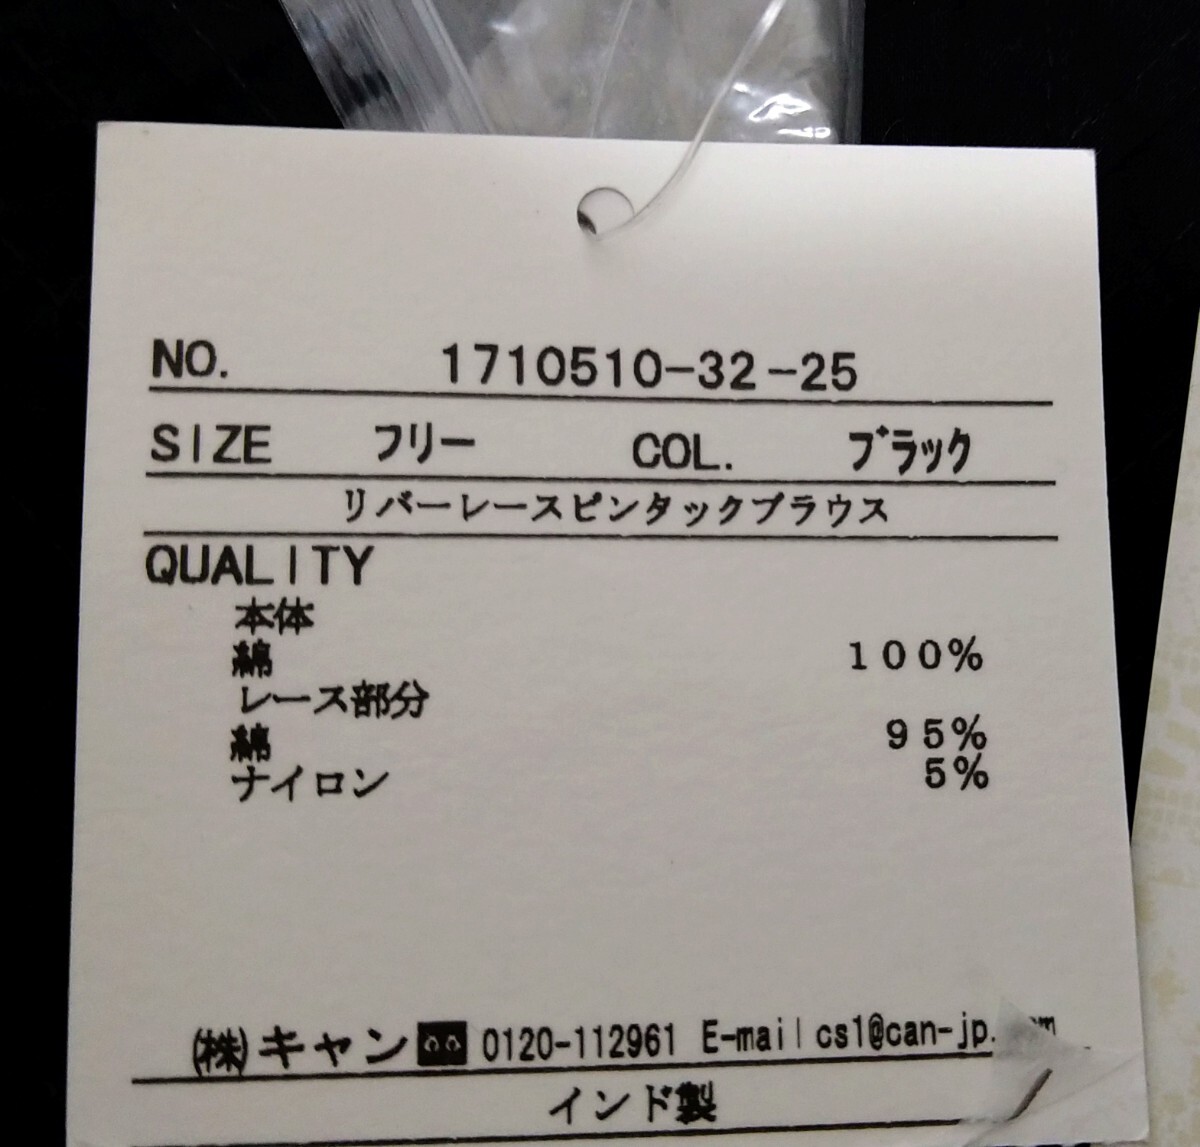 NO. 1710510-32-25
SIZE フリー COL. ブラック
リバーレースピンタックブラウス
QUALITY
本体
綿 100%
レース部分
綿 95%
ナイロン 5%
(株)キャン 0120-112961 E-mail cs1@can-jp.
インド製